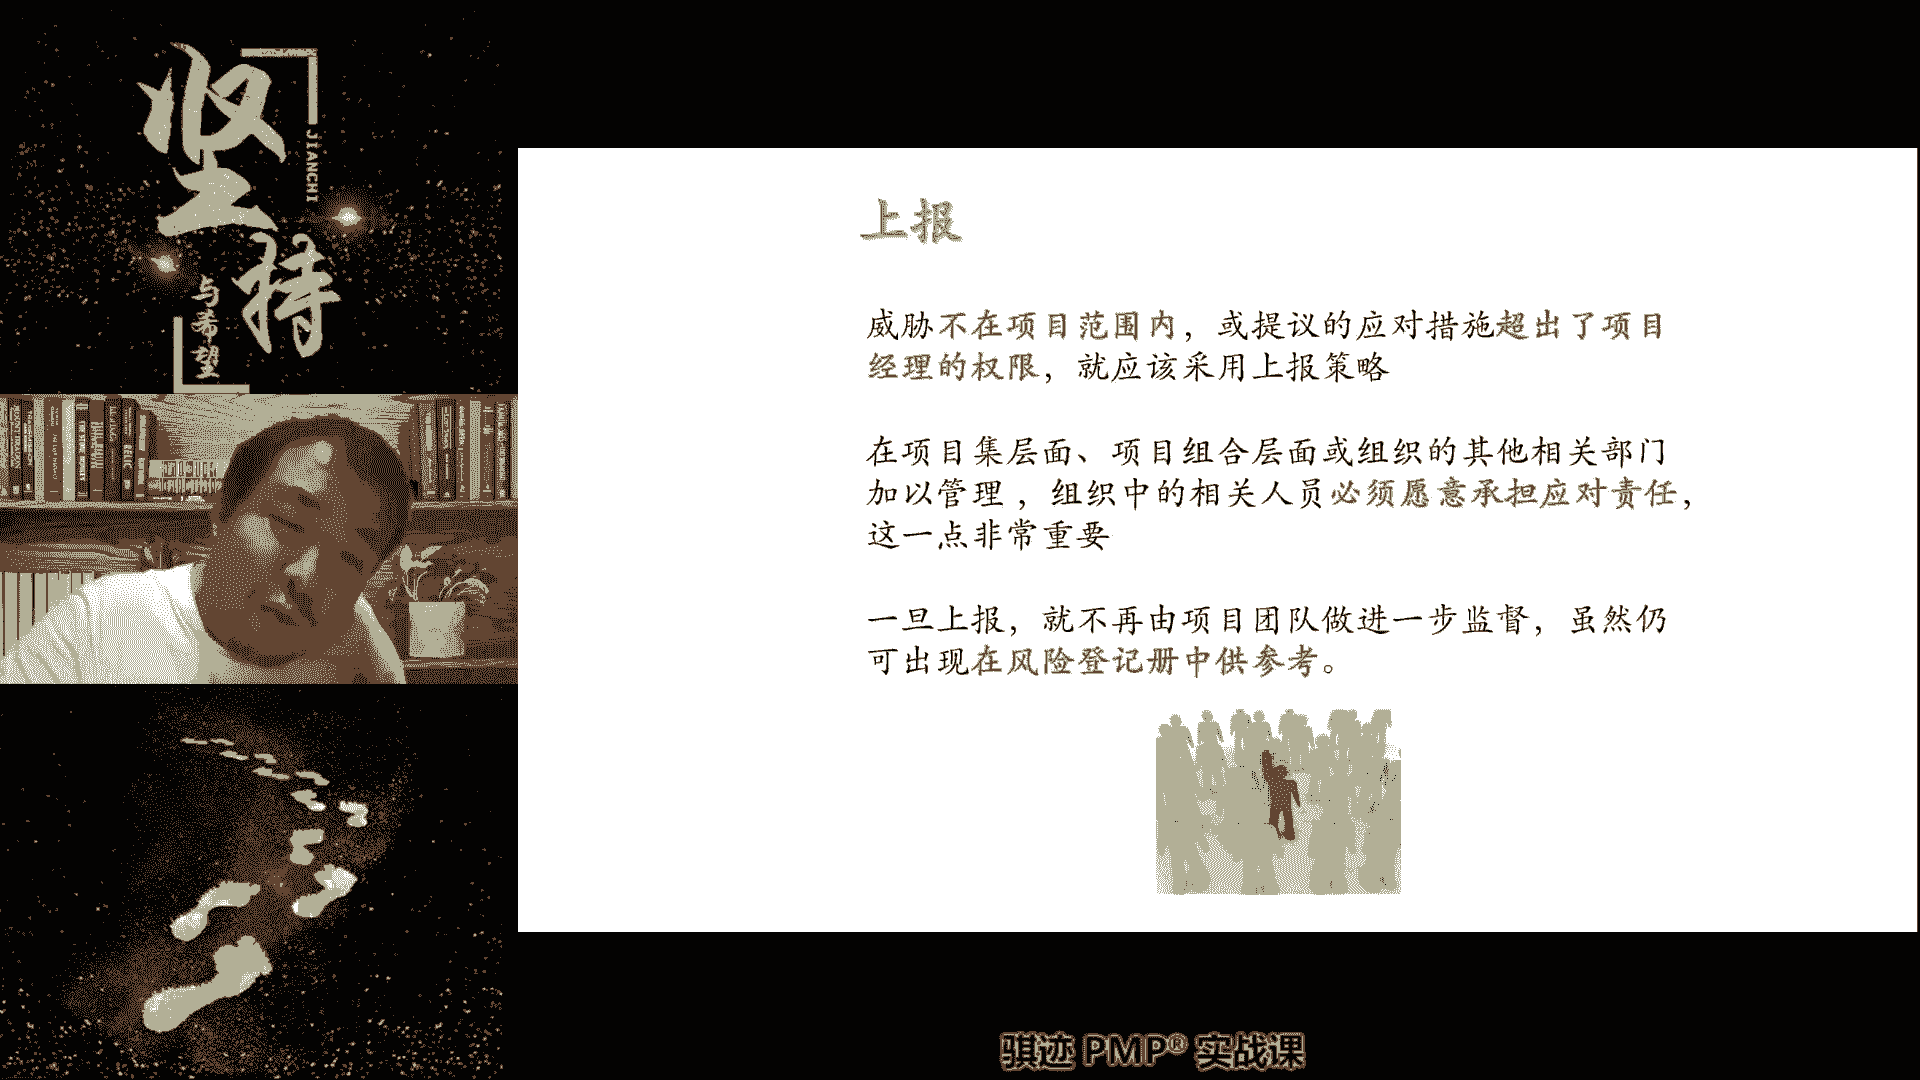 坚持
JIANCHI
与希望
上报
威胁不在项目范围内，或提议的应对措施超出了项目
经理的权限，就应该采用上报策略
在项目集层面、项目组合层面或组织的其他相关部门
加以管理 ，组织中的相关人员必须愿意承担应对责任，
这一点非常重要
一旦上报，就不再由项目团队做进一步监督，虽然仍
可出现在风险登记册中供参考。
骐迹 PMP® 实战课